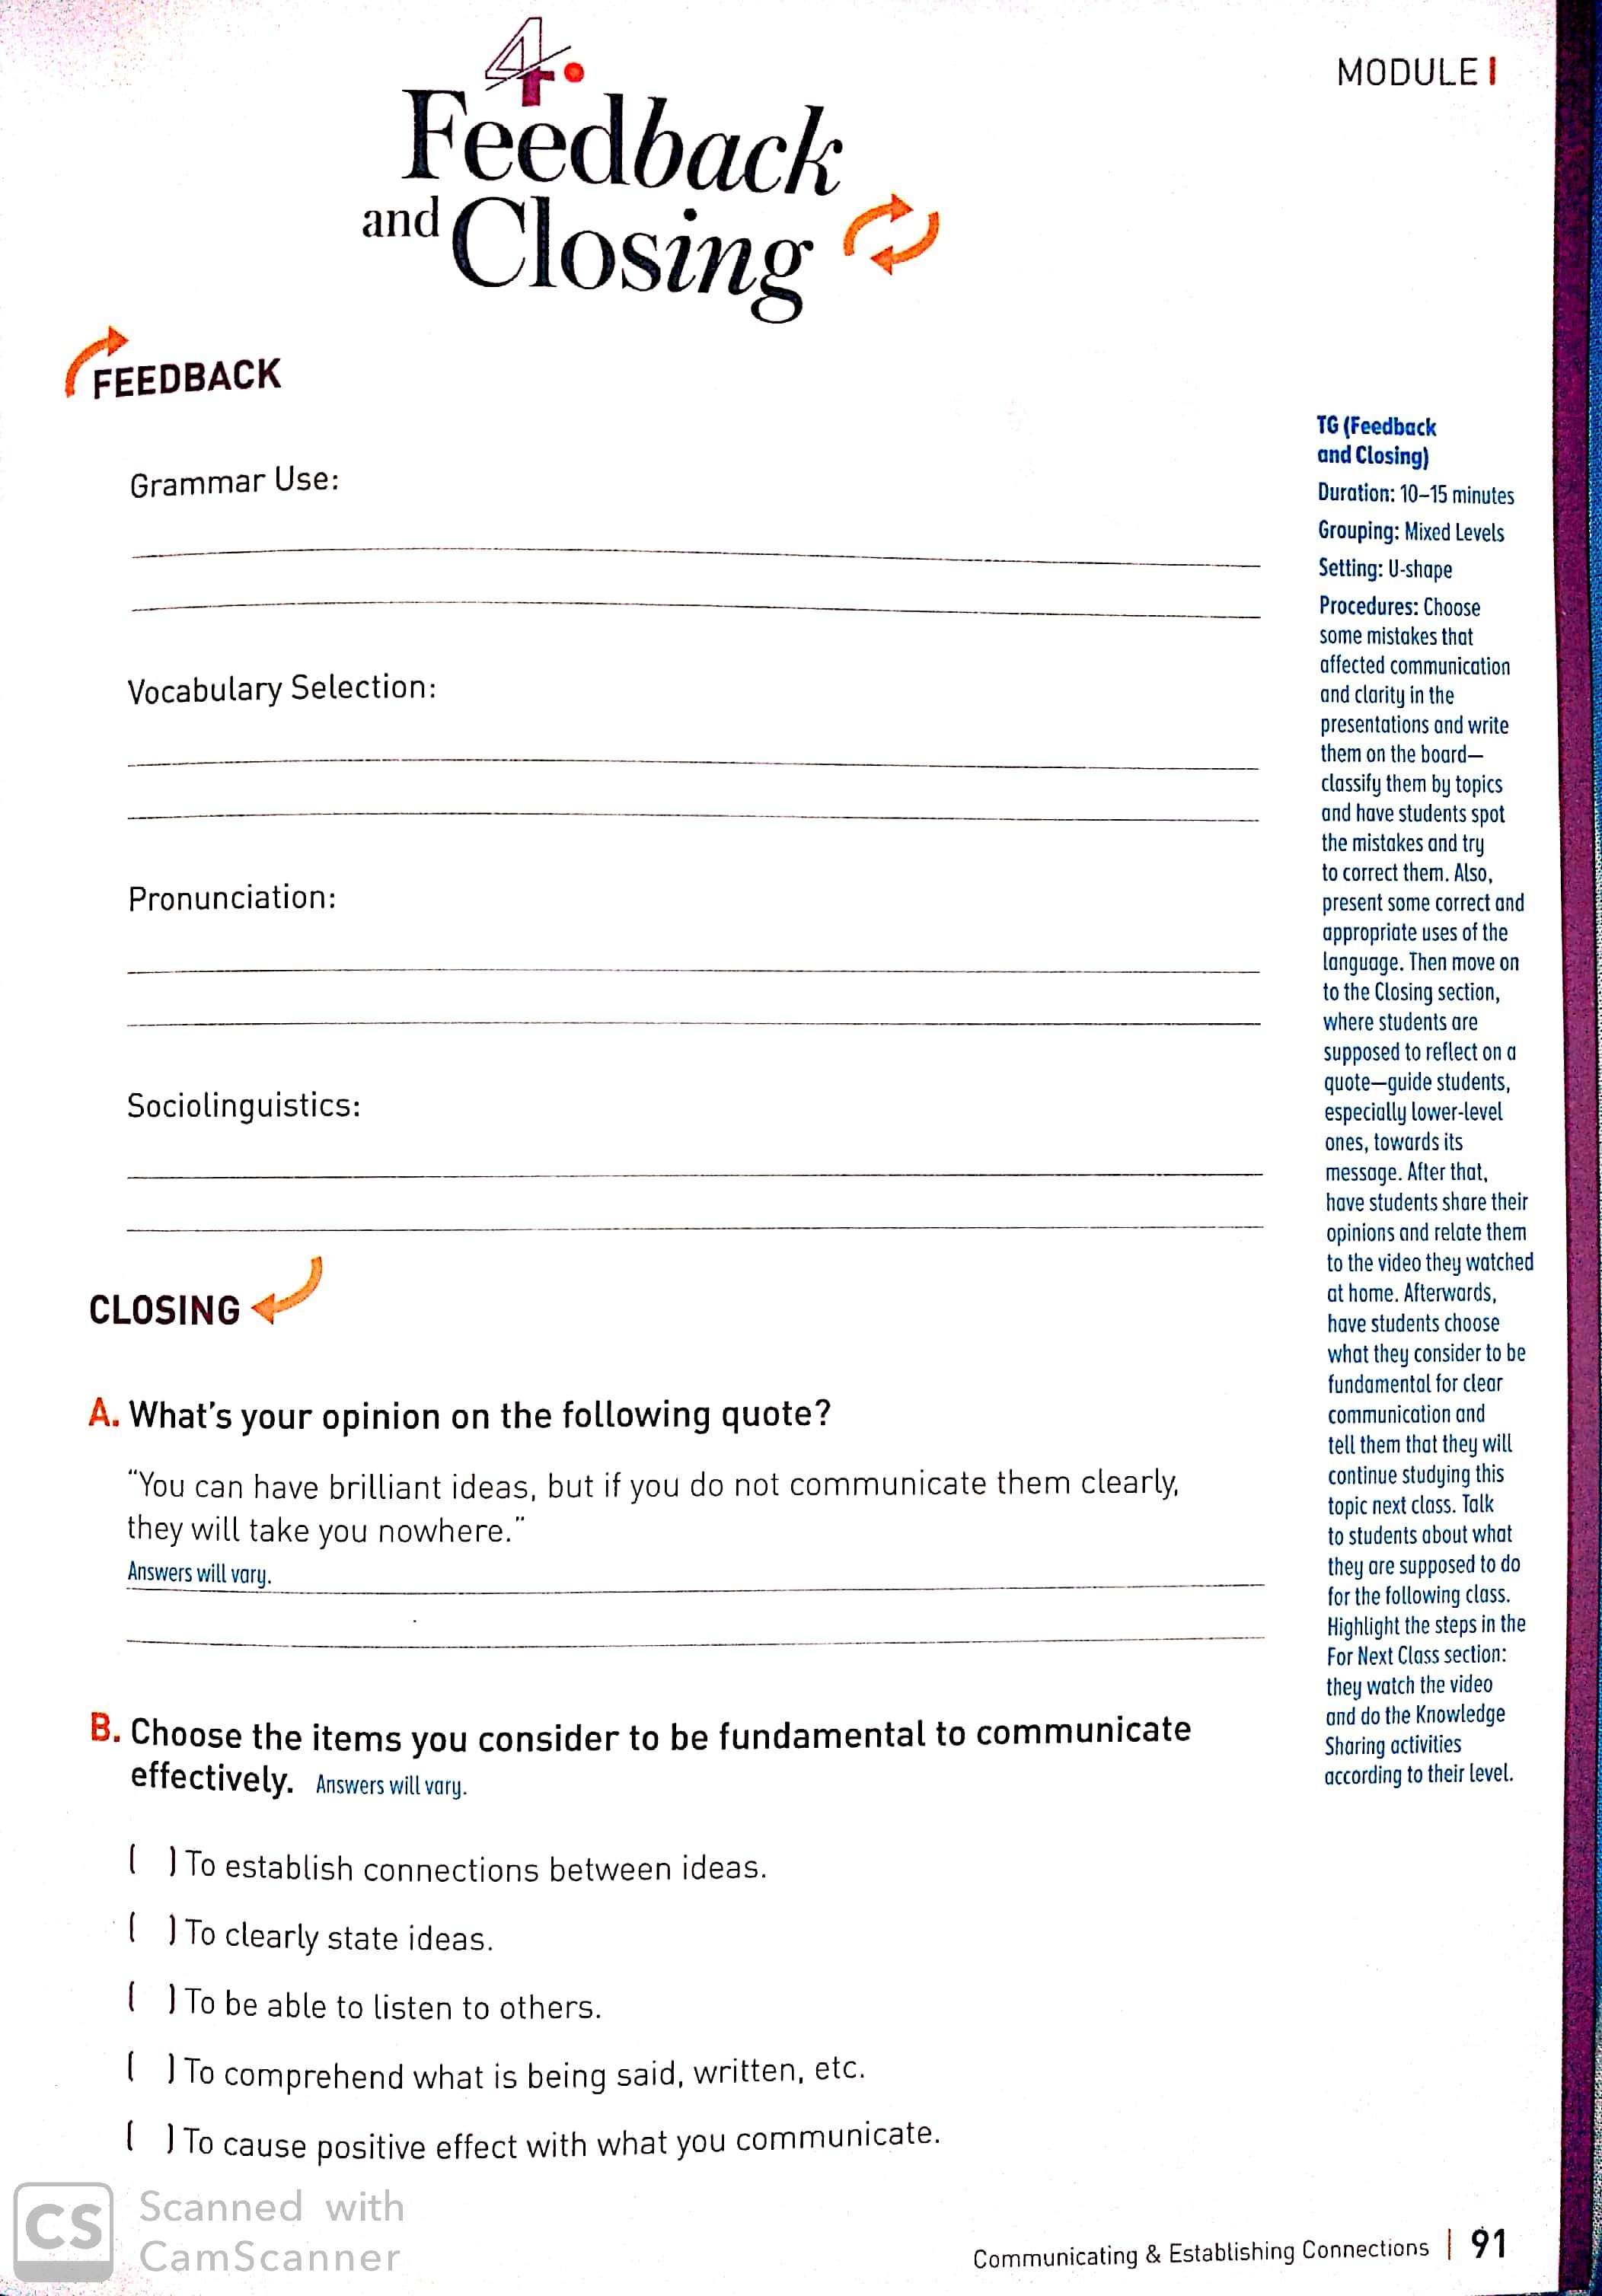 MODULE I
4.
Feedback
and Closing
FEEDBACK
Grammar Use:
Vocabulary Selection:
Pronunciation:
Sociolinguistics:
CLOSING
A. What's your opinion on the following quote?
“You can have brilliant ideas, but if you do not communicate them clearly,
they will take you nowhere.”
Answers will vary.
B. Choose the items you consider to be fundamental to communicate
effectively. Answers will vary.
( ) To establish connections between ideas.
( ) To clearly state ideas.
( ) To be able to listen to others.
( ) To comprehend what is being said, written, etc.
( ) To cause positive effect with what you communicate.
TG (Feedback
and Closing)
Duration: 10–15 minutes
Grouping: Mixed Levels
Setting: U-shape
Procedures: Choose
some mistakes that
affected communication
and clarity in the
presentations and write
them on the board—
classify them by topics
and have students spot
the mistakes and try
to correct them. Also,
present some correct and
appropriate uses of the
language. Then move on
to the Closing section,
where students are
supposed to reflect on a
quote—guide students,
especially lower-level
ones, towards its
message. After that,
have students share their
opinions and relate them
to the video they watched
at home. Afterwards,
have students choose
what they consider to be
fundamental for clear
communication and
tell them that they will
continue studying this
topic next class. Talk
to students about what
they are supposed to do
for the following class.
Highlight the steps in the
For Next Class section:
they watch the video
and do the Knowledge
Sharing activities
according to their level.
CS Scanned with
CamScanner
Communicating & Establishing Connections | 91